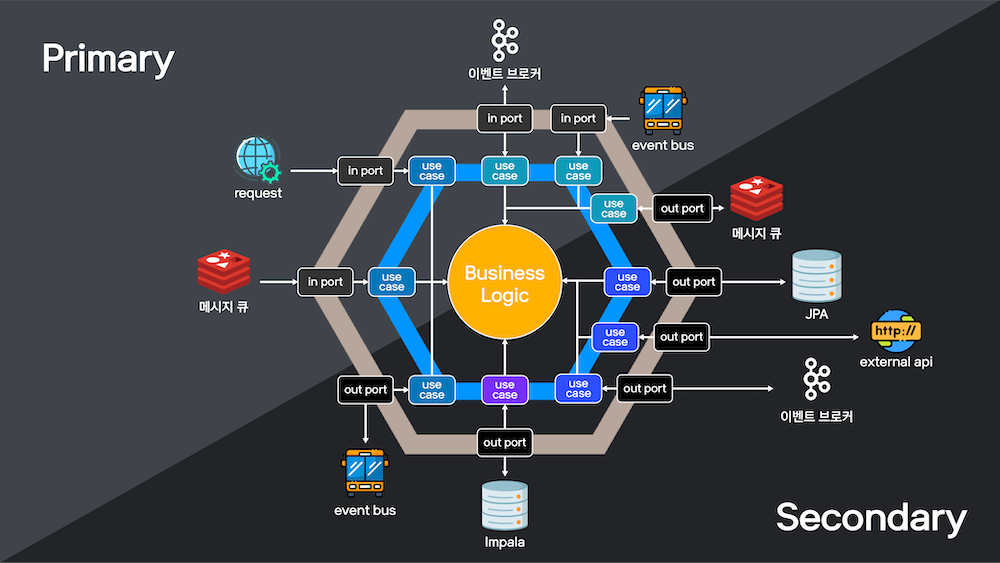 Primary
이벤트 브로커
in port
in port
event bus
request
in port
use
case
use
case
use
case
use
case
out port
메시지 큐
메시지 큐
in port
use
case
Business
Logic
use
case
out port
JPA
use
case
out port
http://
external api
out port
use
case
use
case
use
case
out port
이벤트 브로커
out port
event bus
Impala
Secondary